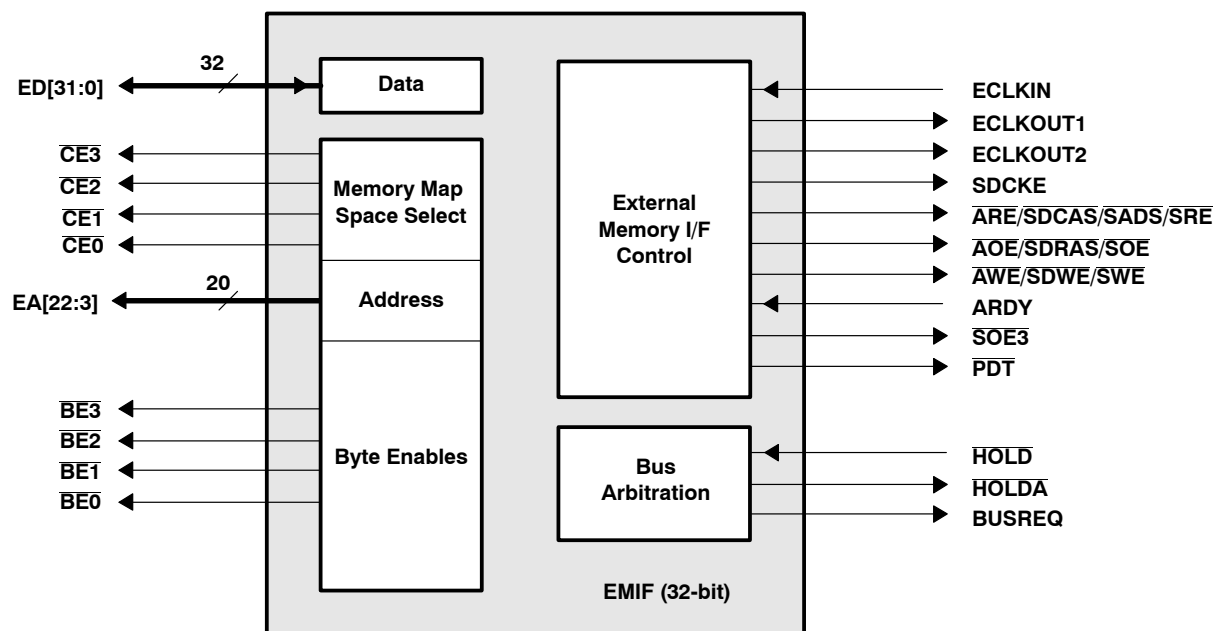 32
ED[31:0]
Data
CE3
CE2
CE1
CE0
Memory Map
Space Select
20
EA[22:3]
Address
BE3
BE2
BE1
BE0
Byte Enables
External
Memory I/F
Control
ECLKIN
ECLKOUT1
ECLKOUT2
SDCKE
ARE/SDCAS/SADS/SRE
AOE/SDRAS/SOE
AWE/SDWE/SWE
ARDY
SOE3
PDT
Bus
Arbitration
HOLD
HOLDA
BUSREQ
EMIF (32-bit)